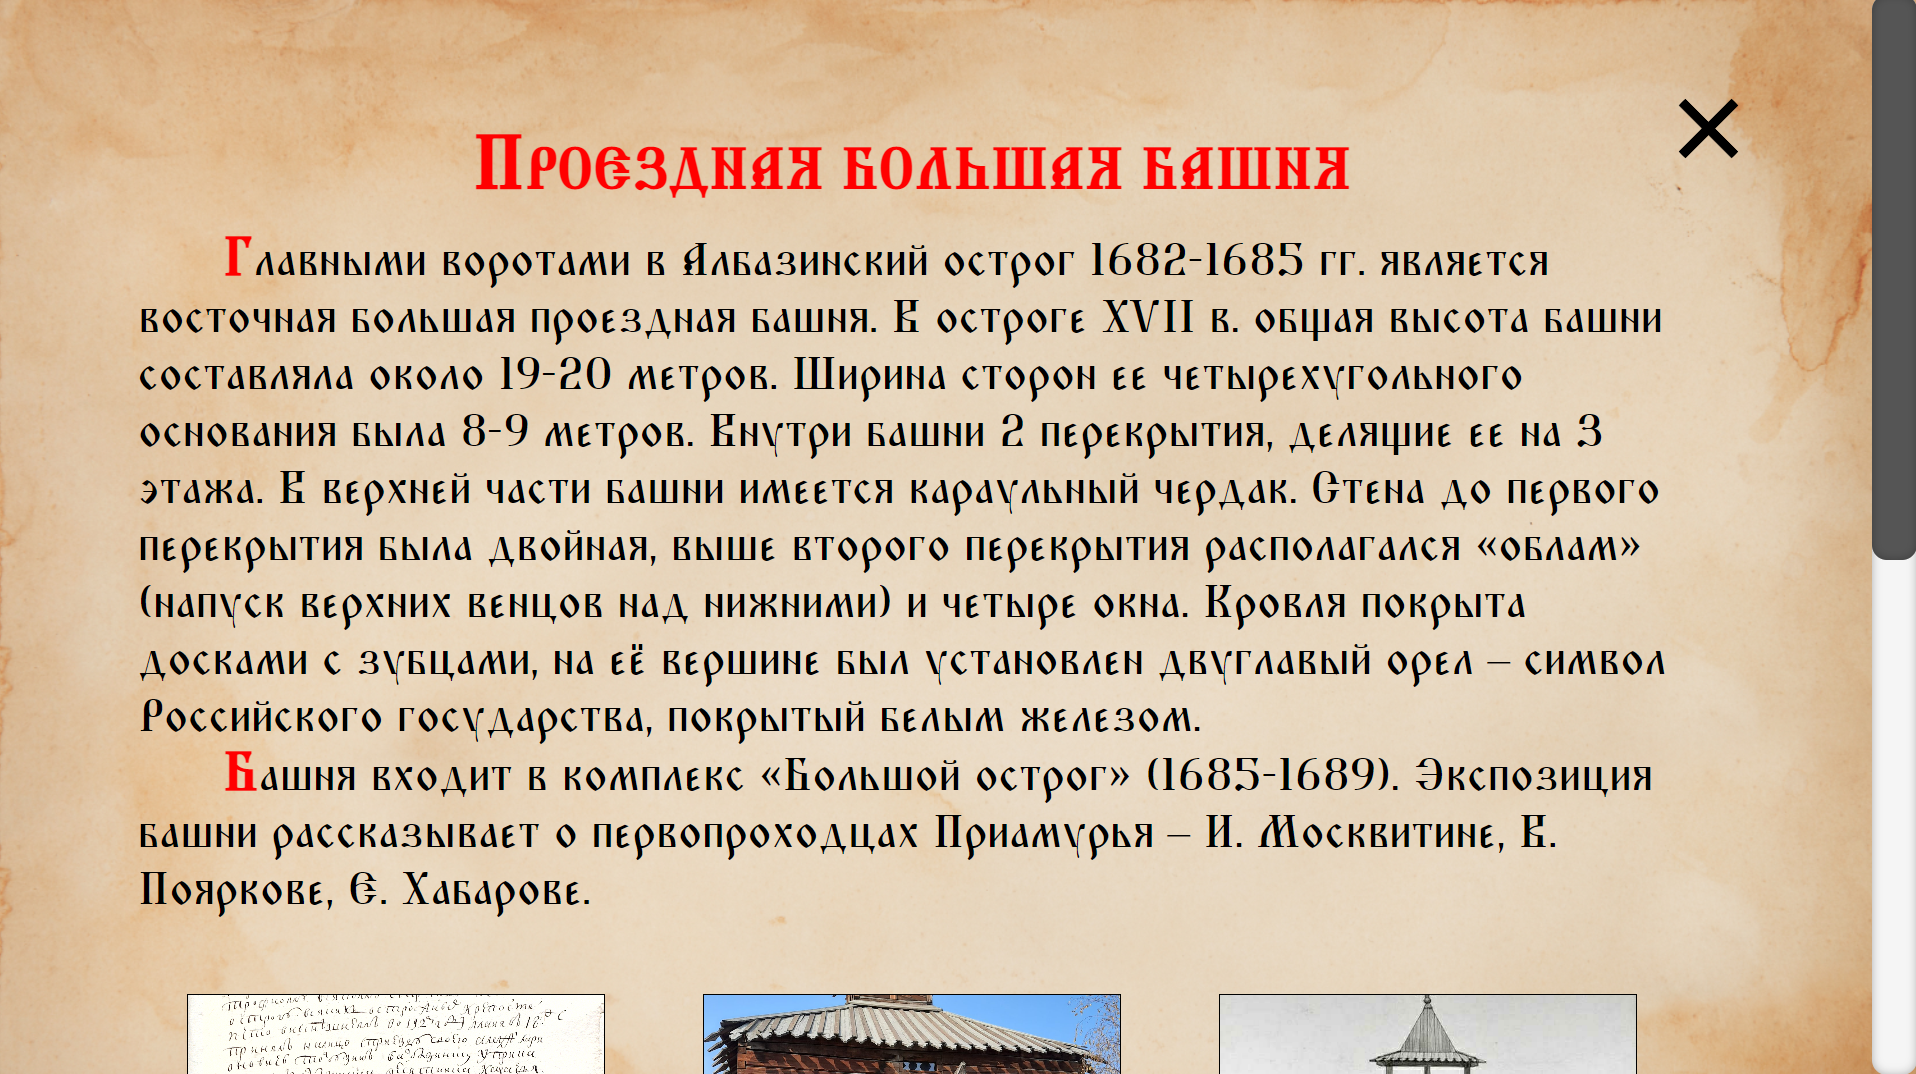 Проездная большая башня
Главными воротами в Албазинский острог 1682-1685 гг. является
восточная большая проездная башня. В остроге XVII в. общая высота башни
составляла около 19-20 метров. Ширина сторон ее четырехугольного
основания была 8-9 метров. Внутри башни 2 перекрытия, делящие ее на 3
этажа. В верхней части башни имеется караульный чердак. Стена до первого
перекрытия была двойная, выше второго перекрытия располагался «облам»
(напуск верхних венцов над нижними) и четыре окна. Кровля покрыта
досками с зубцами, на её вершине был установлен двуглавый орел – символ
Российского государства, покрытый белым железом.
Башня входит в комплекс «Большой острог» (1685-1689). Экспозиция
башни рассказывает о первопроходцах Приамурья – И. Москвитине, В.
Пояркове, Е. Хабарове.